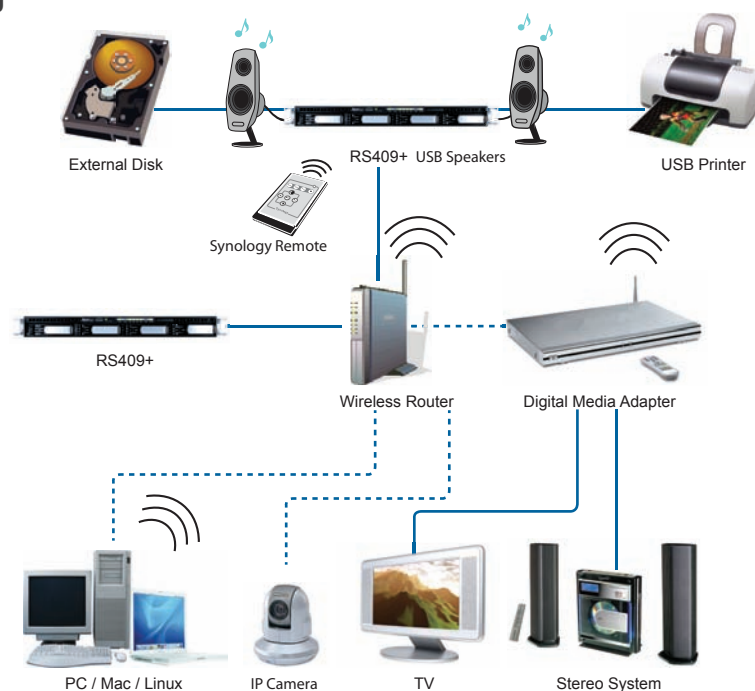 External Disk
RS409+ USB Speakers
USB Printer
Synology Remote
RS409+
Wireless Router
Digital Media Adapter
PC / Mac / Linux
IP Camera
TV
Stereo System